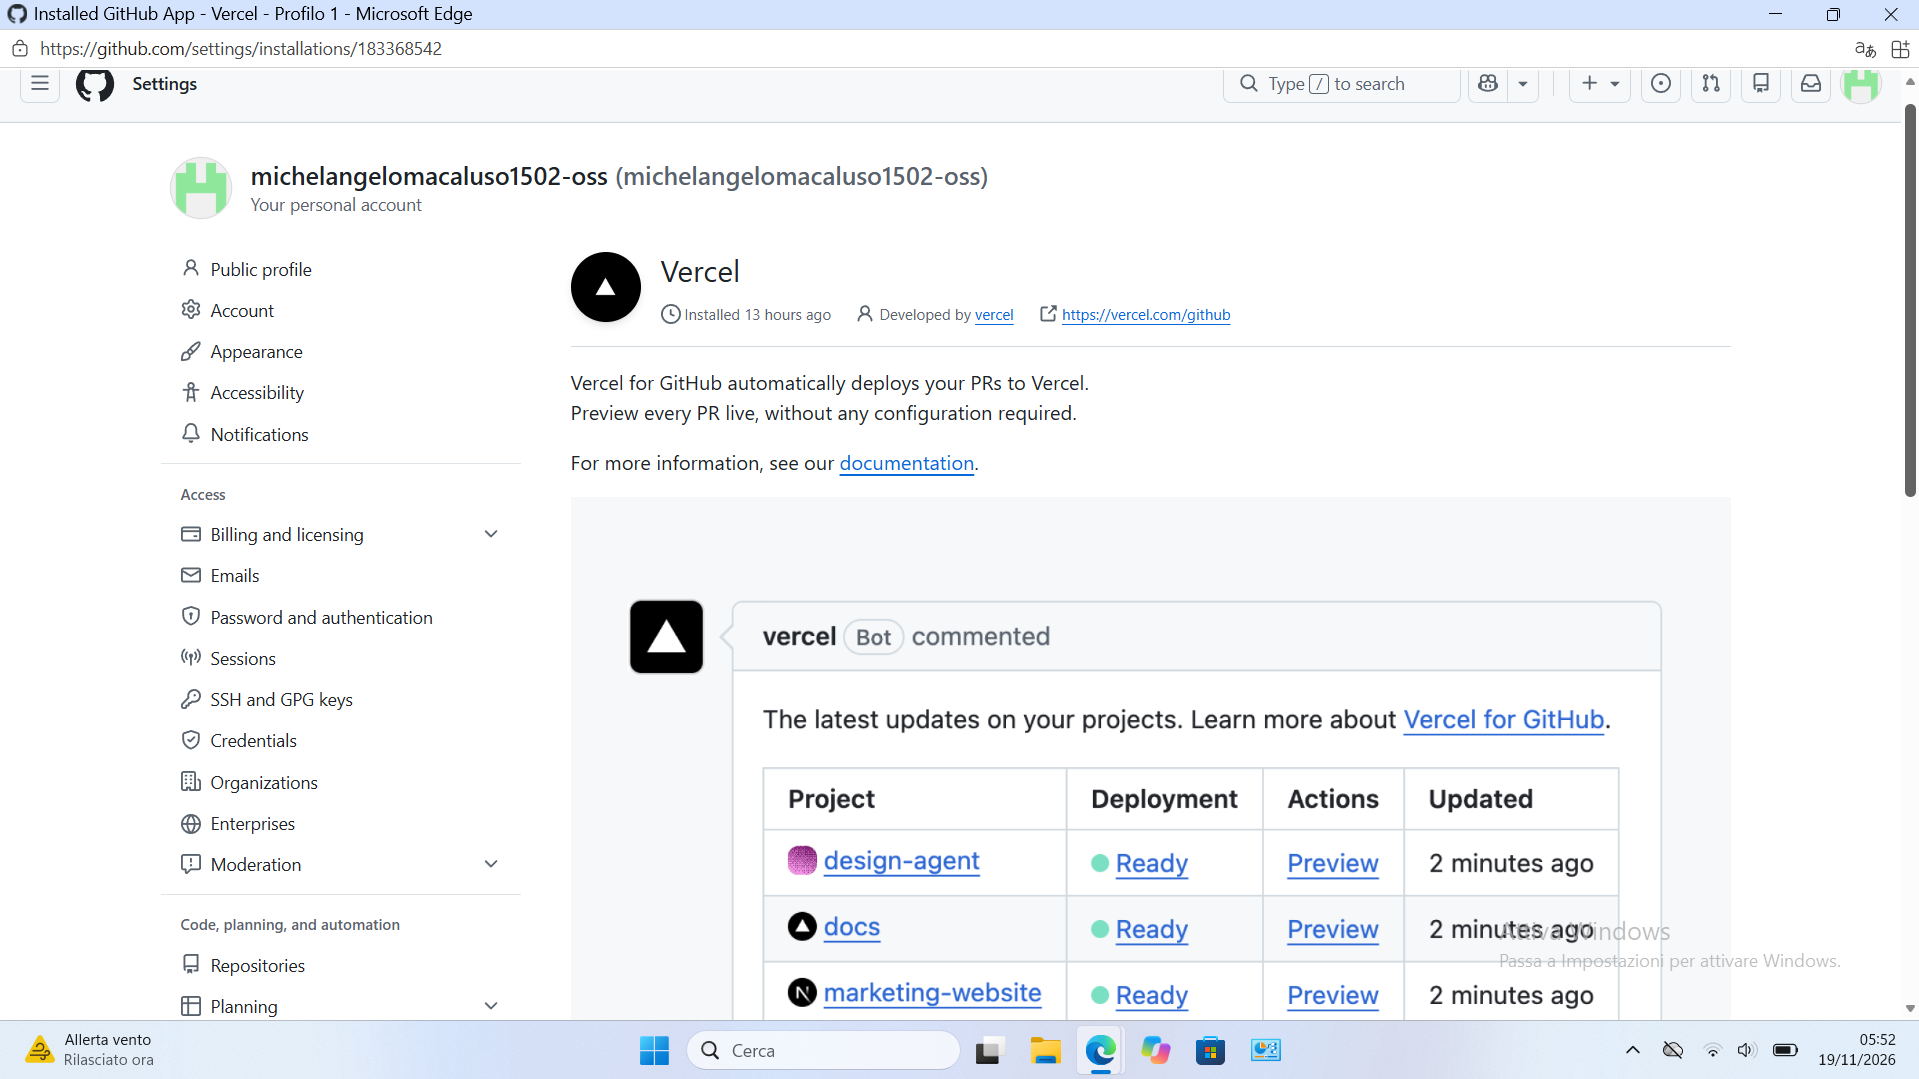 Installed GitHub App - Vercel - Profilo 1 - Microsoft Edge
https://github.com/settings/installations/183368542
Settings
Type / to search
michelangelomacaluso1502-oss (michelangelomacaluso1502-oss)
Your personal account
Public profile
Account
Appearance
Accessibility
Notifications
Access
Billing and licensing
Emails
Password and authentication
Sessions
SSH and GPG keys
Credentials
Organizations
Enterprises
Moderation
Code, planning, and automation
Repositories
Planning
Vercel
Installed 13 hours ago
Developed by vercel
https://vercel.com/github
Vercel for GitHub automatically deploys your PRs to Vercel.
Preview every PR live, without any configuration required.
For more information, see our documentation.
vercel Bot commented
The latest updates on your projects. Learn more about Vercel for GitHub.
Project Deployment Actions Updated
design-agent Ready Preview 2 minutes ago
docs Ready Preview 2 minutes ago
marketing-website Ready Preview 2 minutes ago
Attiva Windows
Passa a Impostazioni per attivare Windows.
Allerta vento
Rilasciato ora
Cerca
05:52
19/11/2026